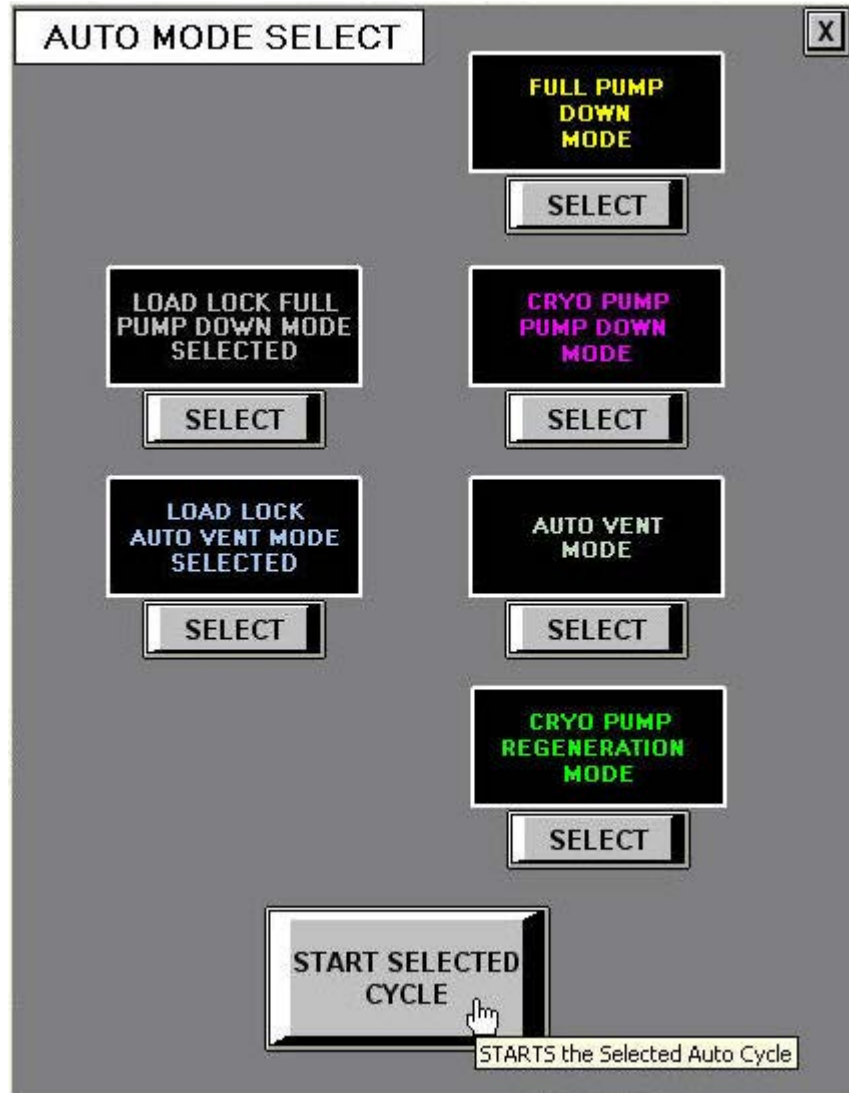 AUTO MODE SELECT
X
FULL PUMP
DOWN
MODE
SELECT
LOAD LOCK FULL
PUMP DOWN MODE
SELECTED
SELECT
CRYO PUMP
PUMP DOWN
MODE
SELECT
LOAD LOCK
AUTO VENT MODE
SELECTED
SELECT
AUTO VENT
MODE
SELECT
CRYO PUMP
REGENERATION
MODE
SELECT
START SELECTED
CYCLE
STARTS the Selected Auto Cycle